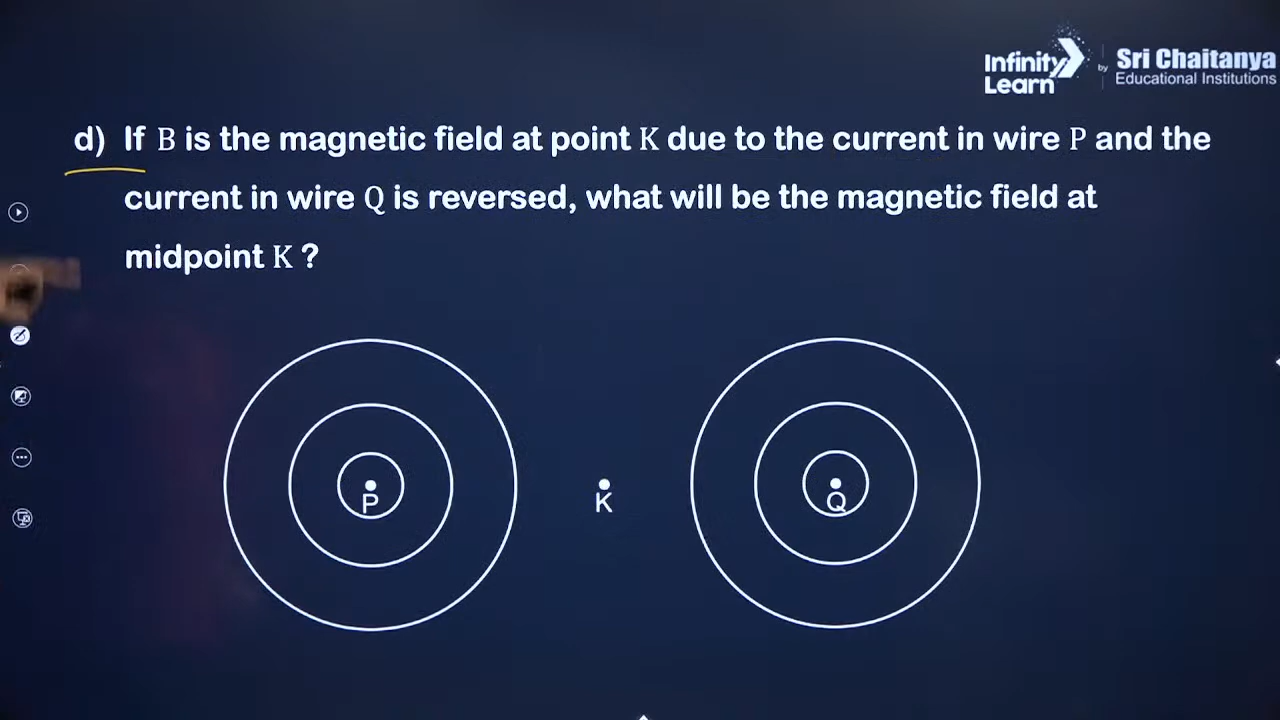 Infinity
Learn
by
Sri Chaitanya
Educational Institutions
d) If B is the magnetic field at point K due to the current in wire P and the
current in wire Q is reversed, what will be the magnetic field at
midpoint K ?
P
K
Q